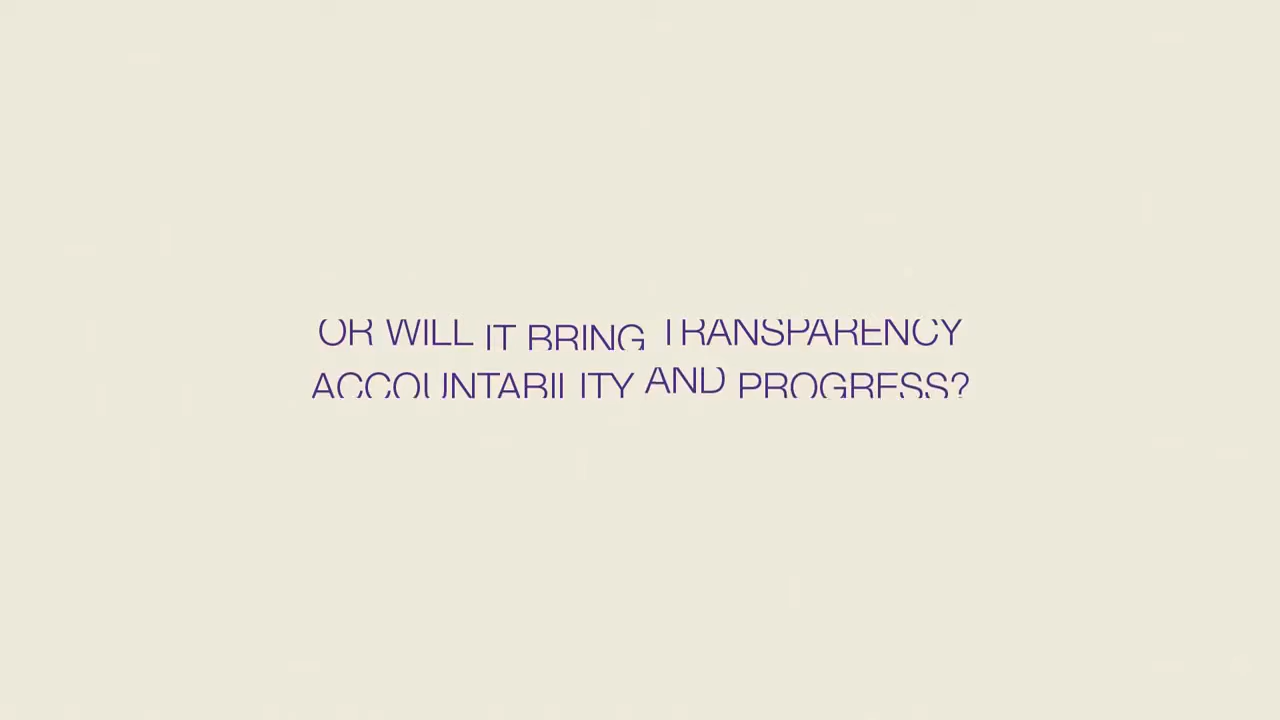 OR WILL IT BRING TRANSPARENCY
ACCOUNTABILITY AND PROGRESS?